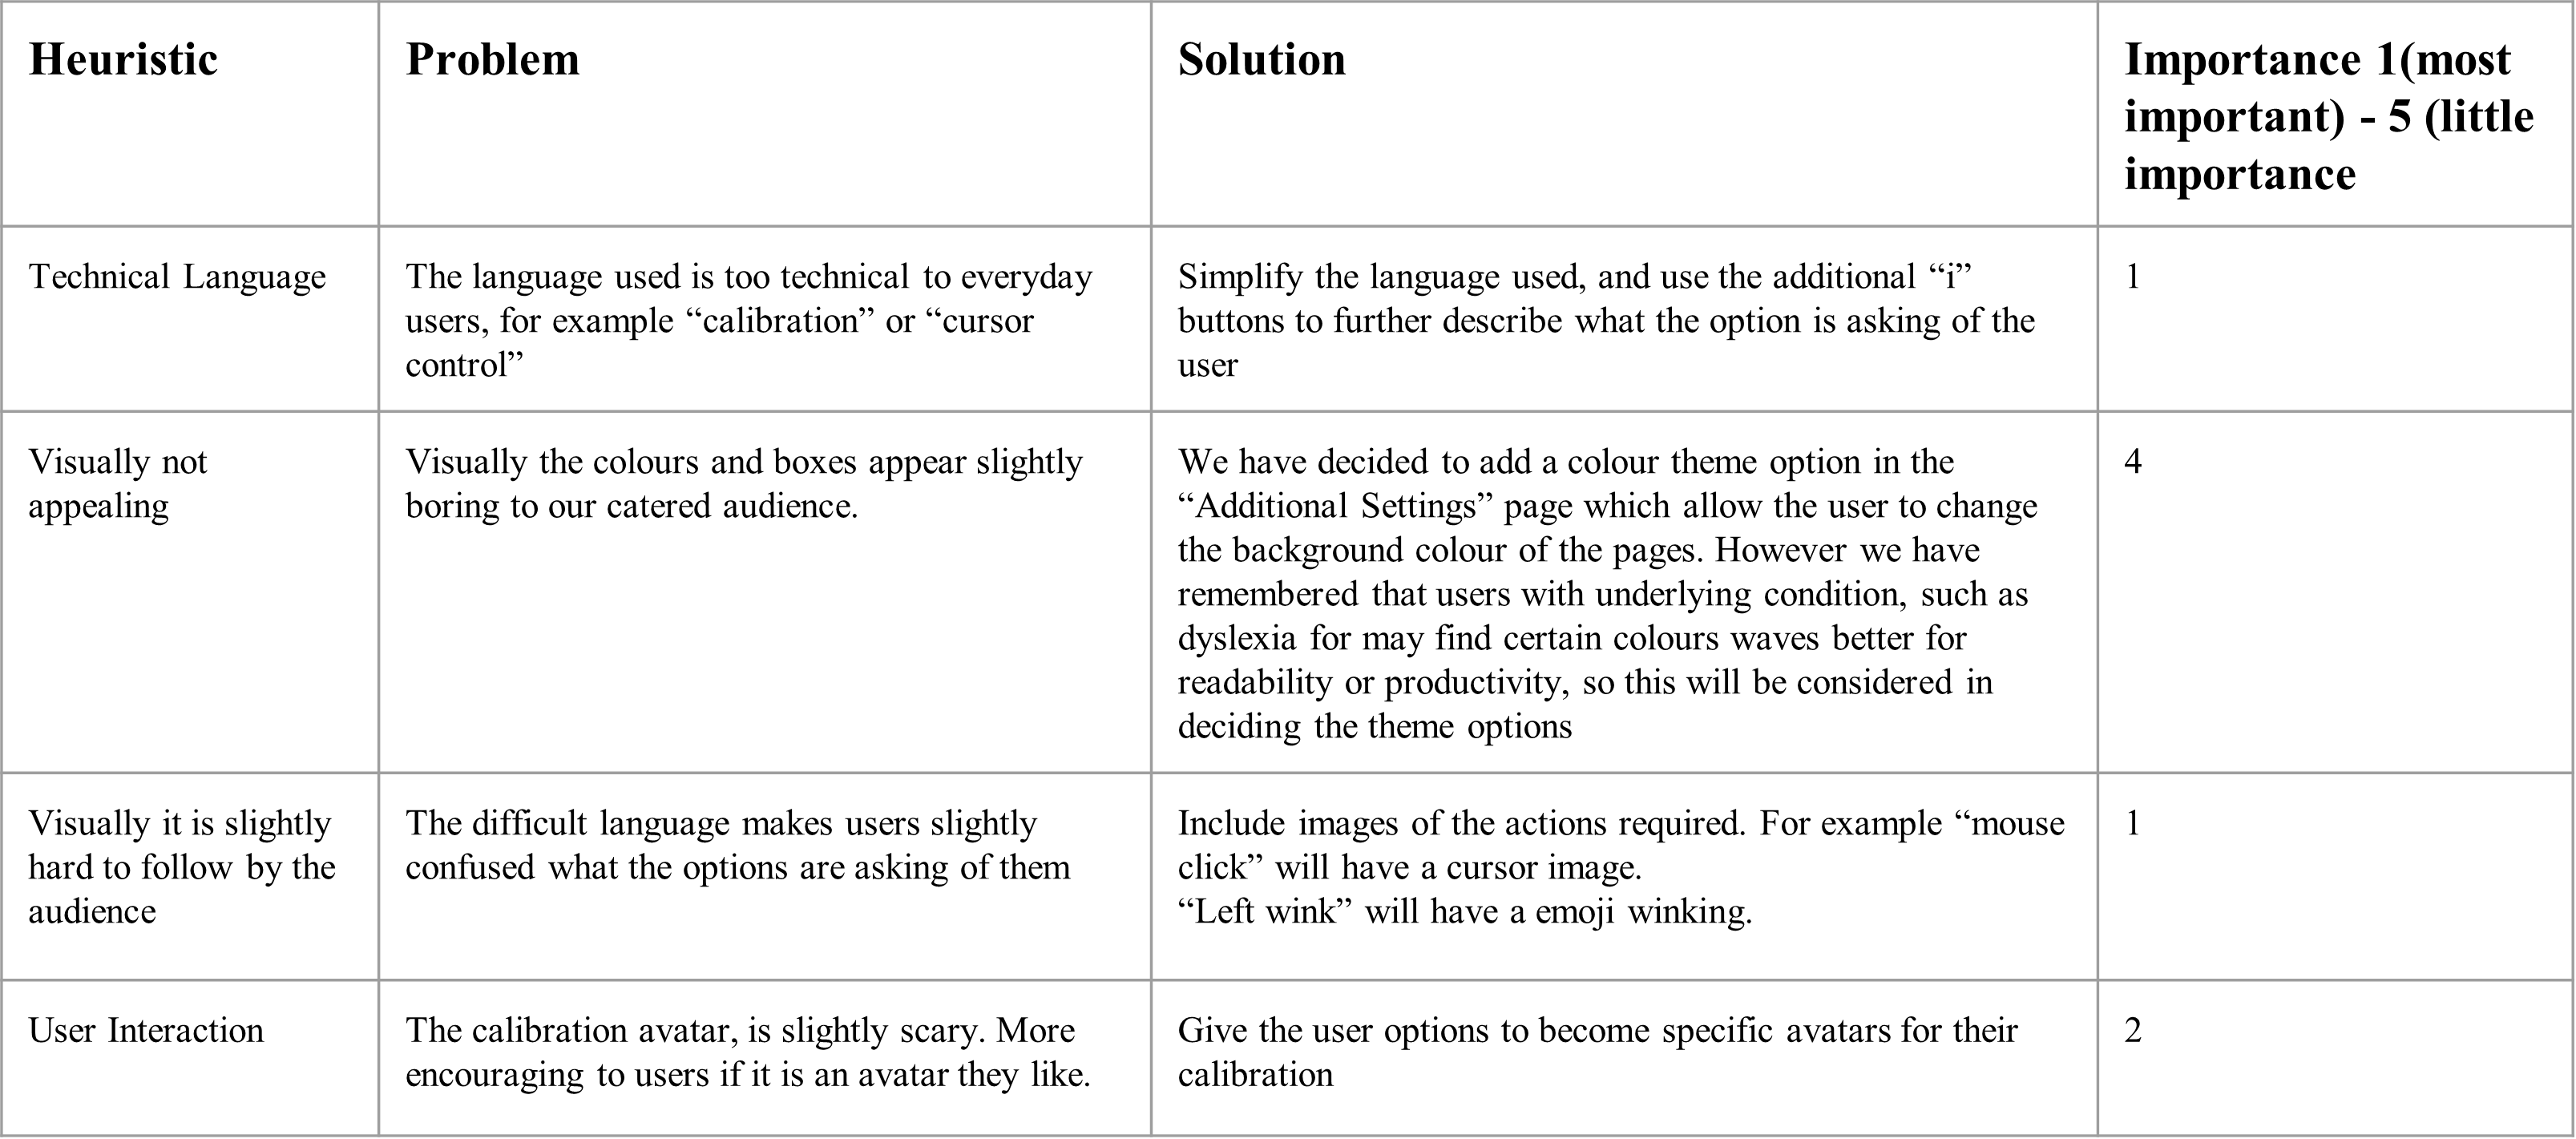 Heuristic
Problem
Solution
Importance 1(most
important) - 5 (little
importance
Technical Language
The language used is too technical to everyday
users, for example “calibration” or “cursor
control”
Simplify the language used, and use the additional “i”
buttons to further describe what the option is asking of the
user
1
Visually not
appealing
Visually the colours and boxes appear slightly
boring to our catered audience.
We have decided to add a colour theme option in the
“Additional Settings” page which allow the user to change
the background colour of the pages. However we have
remembered that users with underlying condition, such as
dyslexia for may find certain colours waves better for
readability or productivity, so this will be considered in
deciding the theme options
4
Visually it is slightly
hard to follow by the
audience
The difficult language makes users slightly
confused what the options are asking of them
Include images of the actions required. For example “mouse
click” will have a cursor image.
“Left wink” will have a emoji winking.
1
User Interaction
The calibration avatar, is slightly scary. More
encouraging to users if it is an avatar they like.
Give the user options to become specific avatars for their
calibration
2